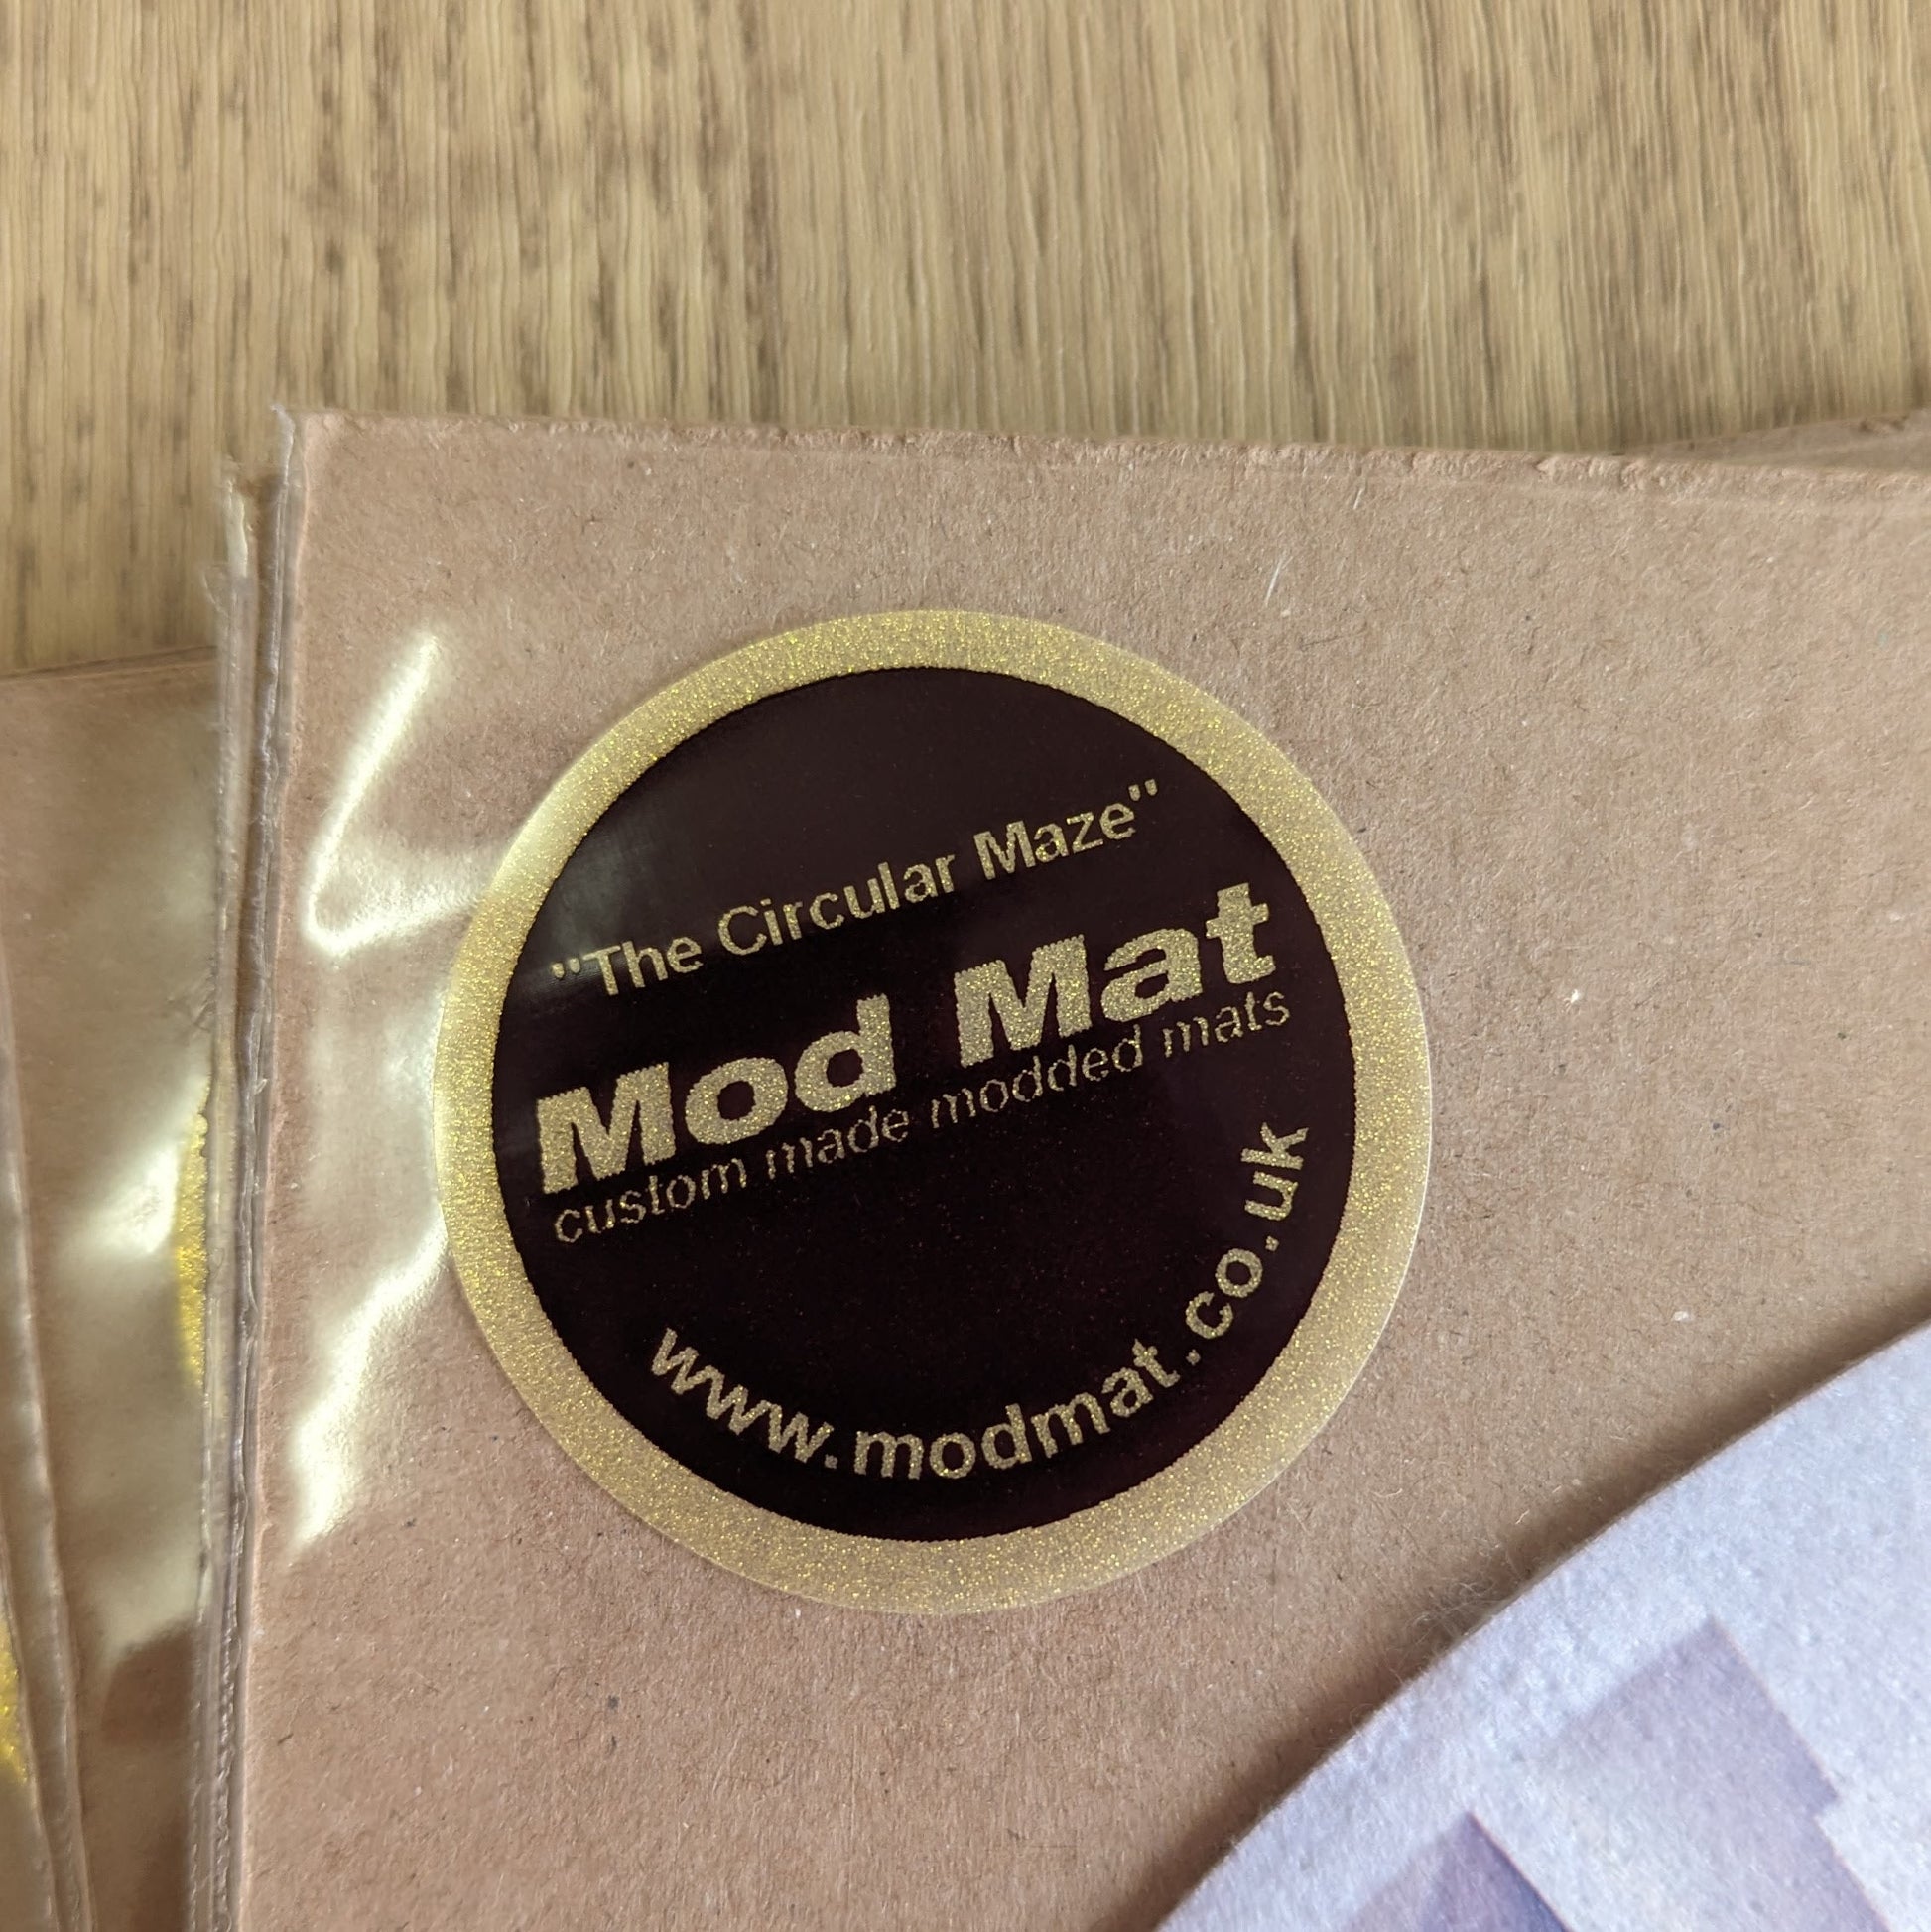 "The Circular Maze"
Mod Mat
custom made modded mats
www.modmat.co.uk